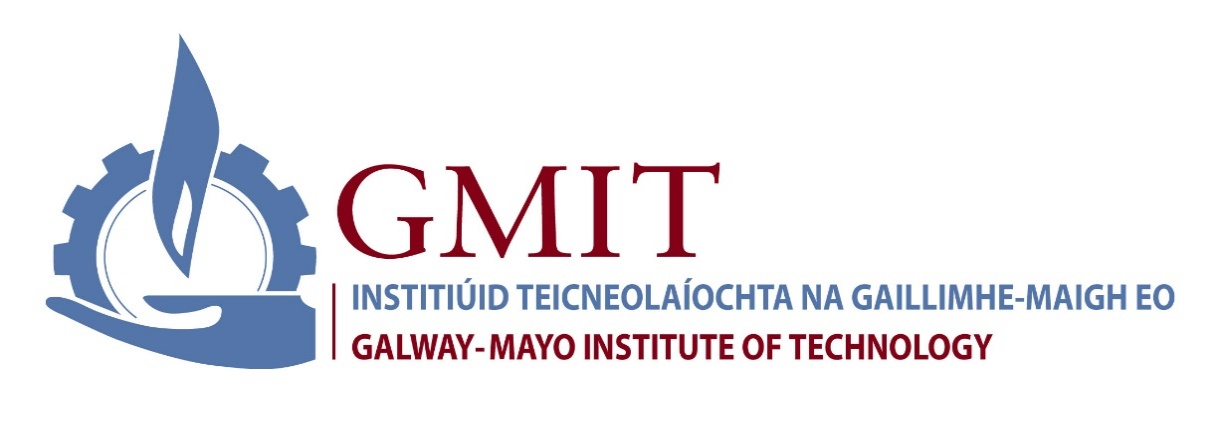 GMIT
INSTITIÚID TEICNEOLAÍOCHTA NA GAILLIMHE-MAIGH EO
GALWAY-MAYO INSTITUTE OF TECHNOLOGY